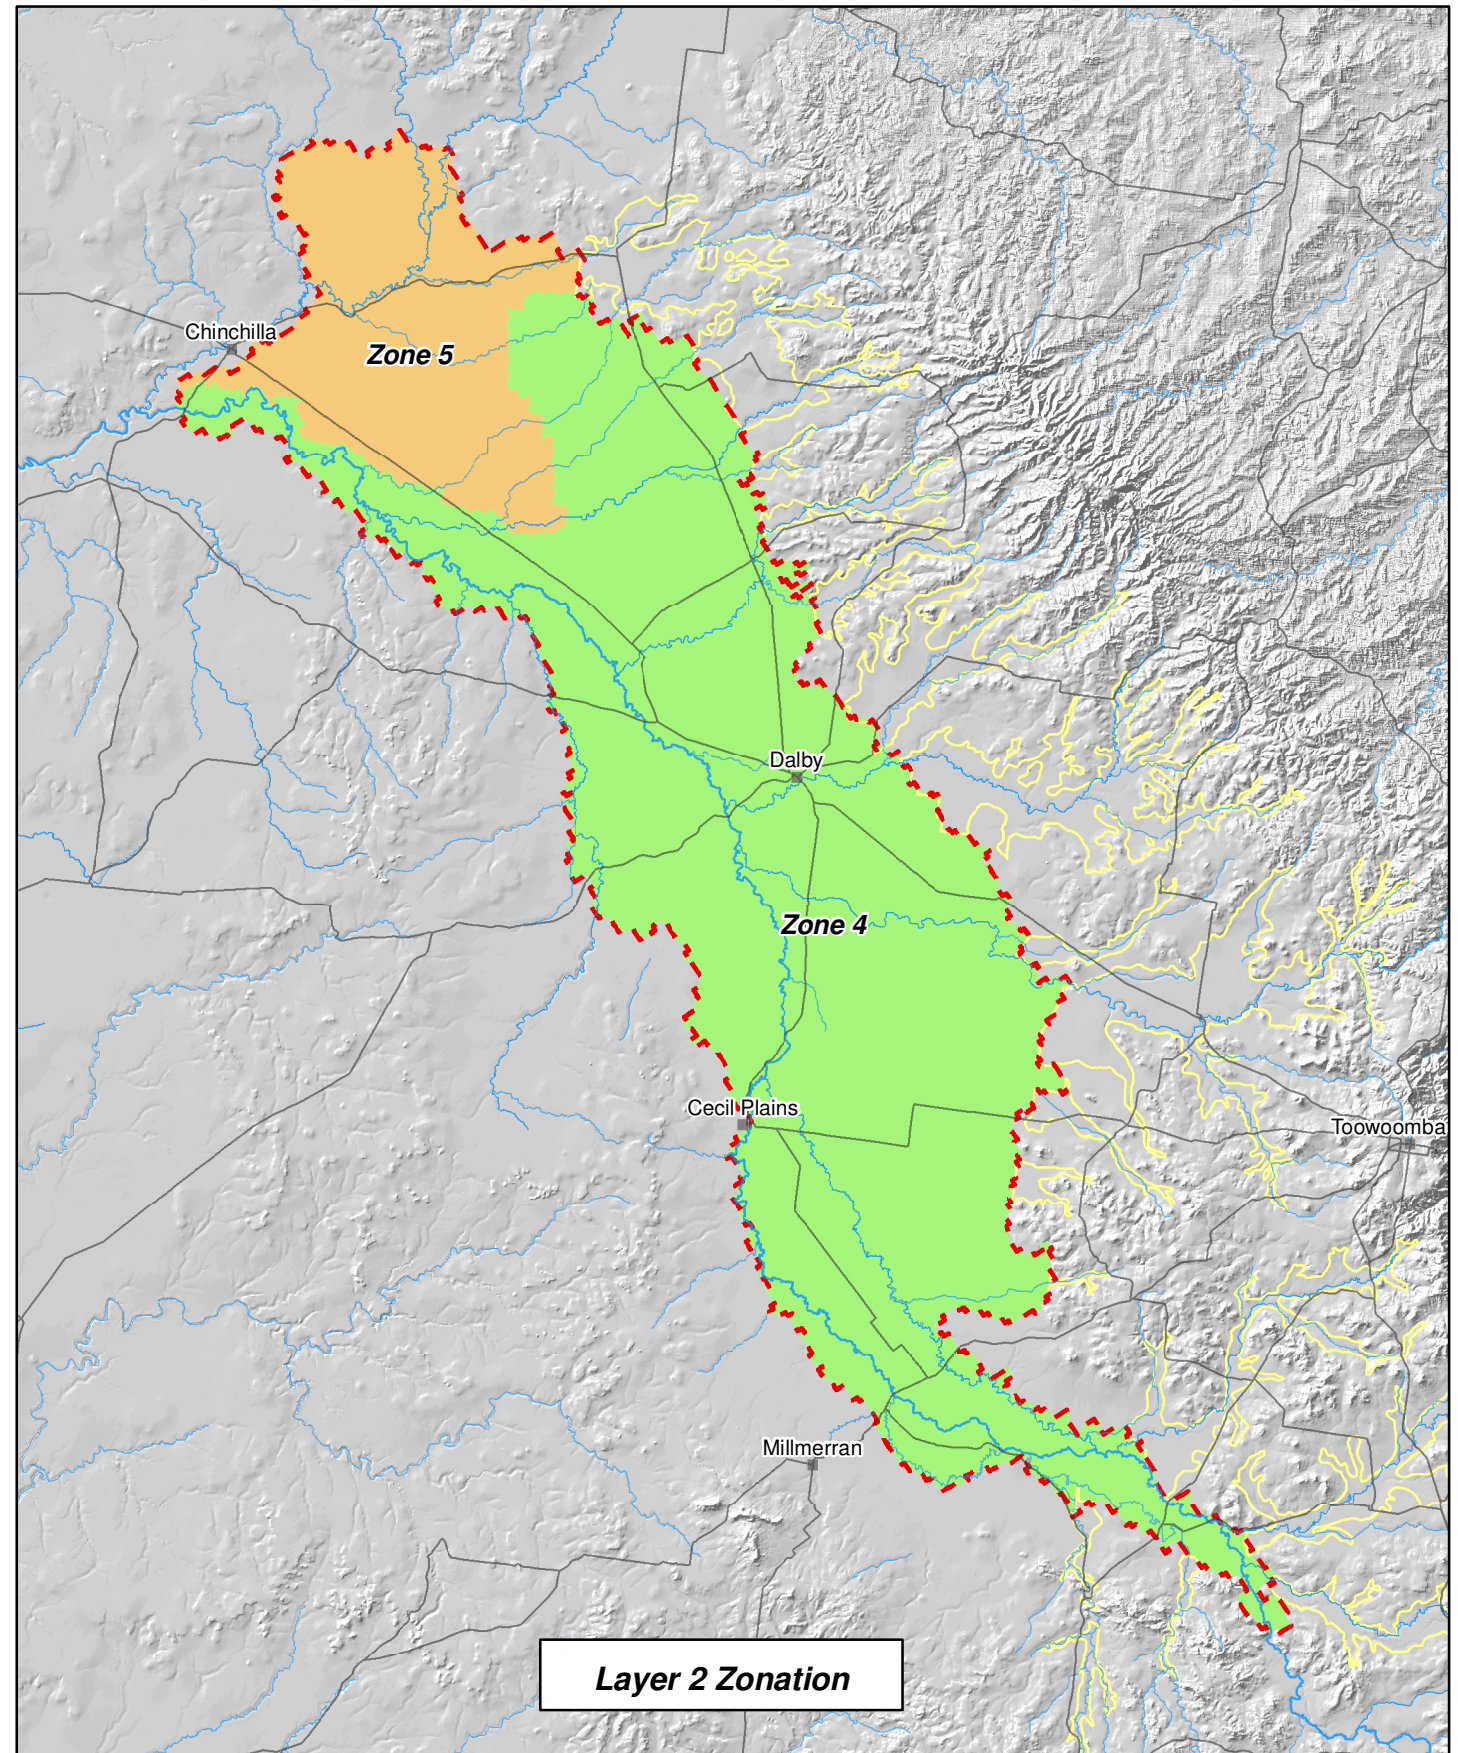 Chinchilla
Zone 5
Dalby
Zone 4
Cecil Plains
Toowoomba
Millmerran
Layer 2 Zonation